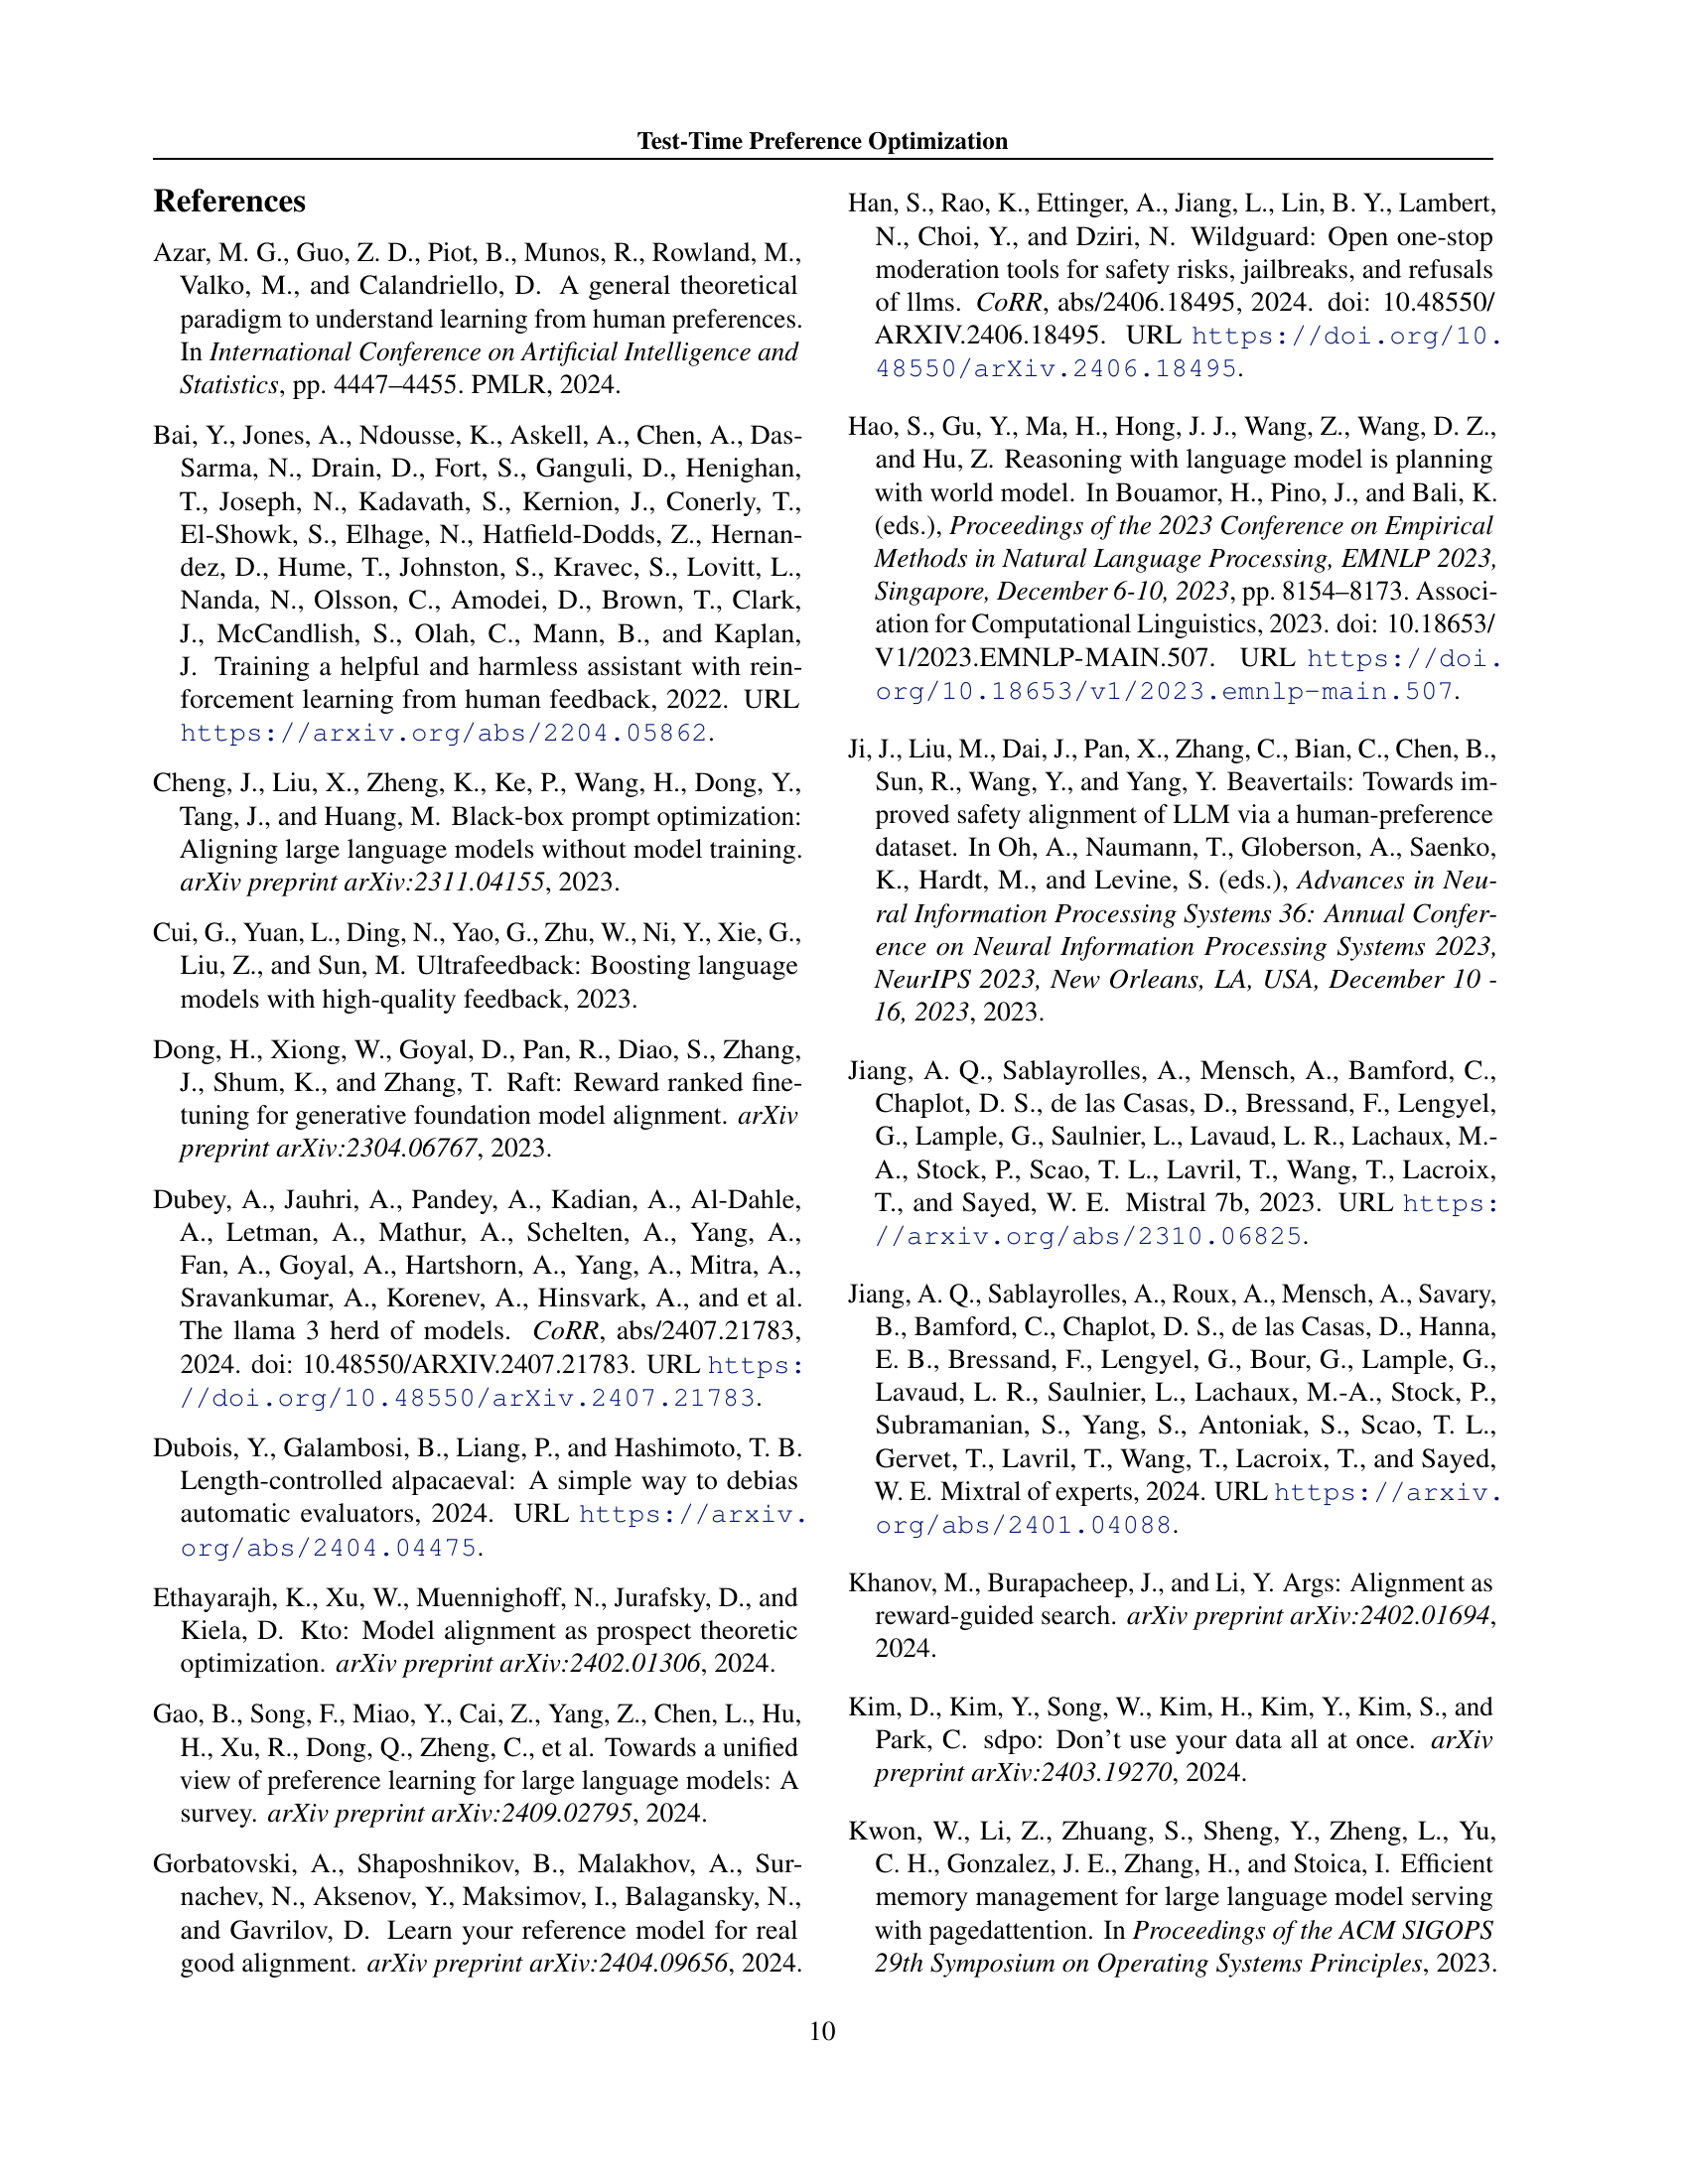 Test-Time Preference Optimization
References
Azar, M. G., Guo, Z. D., Piot, B., Munos, R., Rowland, M.,
Valko, M., and Calandriello, D. A general theoretical
paradigm to understand learning from human preferences.
In International Conference on Artificial Intelligence and
Statistics, pp. 4447–4455. PMLR, 2024.
Bai, Y., Jones, A., Ndousse, K., Askell, A., Chen, A., Das-
Sarma, N., Drain, D., Fort, S., Ganguli, D., Henighan,
T., Joseph, N., Kadavath, S., Kernion, J., Conerly, T.,
El-Showk, S., Elhage, N., Hatfield-Dodds, Z., Hernan-
dez, D., Hume, T., Johnston, S., Kravec, S., Lovitt, L.,
Nanda, N., Olsson, C., Amodei, D., Brown, T., Clark,
J., McCandlish, S., Olah, C., Mann, B., and Kaplan,
J. Training a helpful and harmless assistant with rein-
forcement learning from human feedback, 2022. URL
https://arxiv.org/abs/2204.05862.
Cheng, J., Liu, X., Zheng, K., Ke, P., Wang, H., Dong, Y.,
Tang, J., and Huang, M. Black-box prompt optimization:
Aligning large language models without model training.
arXiv preprint arXiv:2311.04155, 2023.
Cui, G., Yuan, L., Ding, N., Yao, G., Zhu, W., Ni, Y., Xie, G.,
Liu, Z., and Sun, M. Ultrafeedback: Boosting language
models with high-quality feedback, 2023.
Dong, H., Xiong, W., Goyal, D., Pan, R., Diao, S., Zhang,
J., Shum, K., and Zhang, T. Raft: Reward ranked fine-
tuning for generative foundation model alignment. arXiv
preprint arXiv:2304.06767, 2023.
Dubey, A., Jauhri, A., Pandey, A., Kadian, A., Al-Dahle,
A., Letman, A., Mathur, A., Schelten, A., Yang, A.,
Fan, A., Goyal, A., Hartshorn, A., Yang, A., Mitra, A.,
Sravankumar, A., Korenev, A., Hinsvark, A., and et al.
The llama 3 herd of models. CoRR, abs/2407.21783,
2024. doi: 10.48550/ARXIV.2407.21783. URL https:
//doi.org/10.48550/arXiv.2407.21783.
Dubois, Y., Galambosi, B., Liang, P., and Hashimoto, T. B.
Length-controlled alpacaeval: A simple way to debias
automatic evaluators, 2024. URL https://arxiv.
org/abs/2404.04475.
Ethayarajh, K., Xu, W., Muennighoff, N., Jurafsky, D., and
Kiela, D. Kto: Model alignment as prospect theoretic
optimization. arXiv preprint arXiv:2402.01306, 2024.
Gao, B., Song, F., Miao, Y., Cai, Z., Yang, Z., Chen, L., Hu,
H., Xu, R., Dong, Q., Zheng, C., et al. Towards a unified
view of preference learning for large language models: A
survey. arXiv preprint arXiv:2409.02795, 2024.
Gorbatovski, A., Shaposhnikov, B., Malakhov, A., Sur-
nachev, N., Aksenov, Y., Maksimov, I., Balagansky, N.,
and Gavrilov, D. Learn your reference model for real
good alignment. arXiv preprint arXiv:2404.09656, 2024.
Han, S., Rao, K., Ettinger, A., Jiang, L., Lin, B. Y., Lambert,
N., Choi, Y., and Dziri, N. Wildguard: Open one-stop
moderation tools for safety risks, jailbreaks, and refusals
of llms. CoRR, abs/2406.18495, 2024. doi: 10.48550/
ARXIV.2406.18495. URL https://doi.org/10.
48550/arXiv.2406.18495.
Hao, S., Gu, Y., Ma, H., Hong, J. J., Wang, Z., Wang, D. Z.,
and Hu, Z. Reasoning with language model is planning
with world model. In Bouamor, H., Pino, J., and Bali, K.
(eds.), Proceedings of the 2023 Conference on Empirical
Methods in Natural Language Processing, EMNLP 2023,
Singapore, December 6-10, 2023, pp. 8154–8173. Associ-
ation for Computational Linguistics, 2023. doi: 10.18653/
V1/2023.EMNLP-MAIN.507. URL https://doi.
org/10.18653/v1/2023.emnlp-main.507.
Ji, J., Liu, M., Dai, J., Pan, X., Zhang, C., Bian, C., Chen, B.,
Sun, R., Wang, Y., and Yang, Y. Beavertails: Towards im-
proved safety alignment of LLM via a human-preference
dataset. In Oh, A., Naumann, T., Globerson, A., Saenko,
K., Hardt, M., and Levine, S. (eds.), Advances in Neu-
ral Information Processing Systems 36: Annual Confer-
ence on Neural Information Processing Systems 2023,
NeurIPS 2023, New Orleans, LA, USA, December 10 -
16, 2023, 2023.
Jiang, A. Q., Sablayrolles, A., Mensch, A., Bamford, C.,
Chaplot, D. S., de las Casas, D., Bressand, F., Lengyel,
G., Lample, G., Saulnier, L., Lavaud, L. R., Lachaux, M.-
A., Stock, P., Scao, T. L., Lavril, T., Wang, T., Lacroix,
T., and Sayed, W. E. Mistral 7b, 2023. URL https:
//arxiv.org/abs/2310.06825.
Jiang, A. Q., Sablayrolles, A., Roux, A., Mensch, A., Savary,
B., Bamford, C., Chaplot, D. S., de las Casas, D., Hanna,
E. B., Bressand, F., Lengyel, G., Bour, G., Lample, G.,
Lavaud, L. R., Saulnier, L., Lachaux, M.-A., Stock, P.,
Subramanian, S., Yang, S., Antoniak, S., Scao, T. L.,
Gervet, T., Lavril, T., Wang, T., Lacroix, T., and Sayed,
W. E. Mixtral of experts, 2024. URL https://arxiv.
org/abs/2401.04088.
Khanov, M., Burapacheep, J., and Li, Y. Args: Alignment as
reward-guided search. arXiv preprint arXiv:2402.01694,
2024.
Kim, D., Kim, Y., Song, W., Kim, H., Kim, Y., Kim, S., and
Park, C. sdpo: Don’t use your data all at once. arXiv
preprint arXiv:2403.19270, 2024.
Kwon, W., Li, Z., Zhuang, S., Sheng, Y., Zheng, L., Yu,
C. H., Gonzalez, J. E., Zhang, H., and Stoica, I. Efficient
memory management for large language model serving
with pagedattention. In Proceedings of the ACM SIGOPS
29th Symposium on Operating Systems Principles, 2023.
10